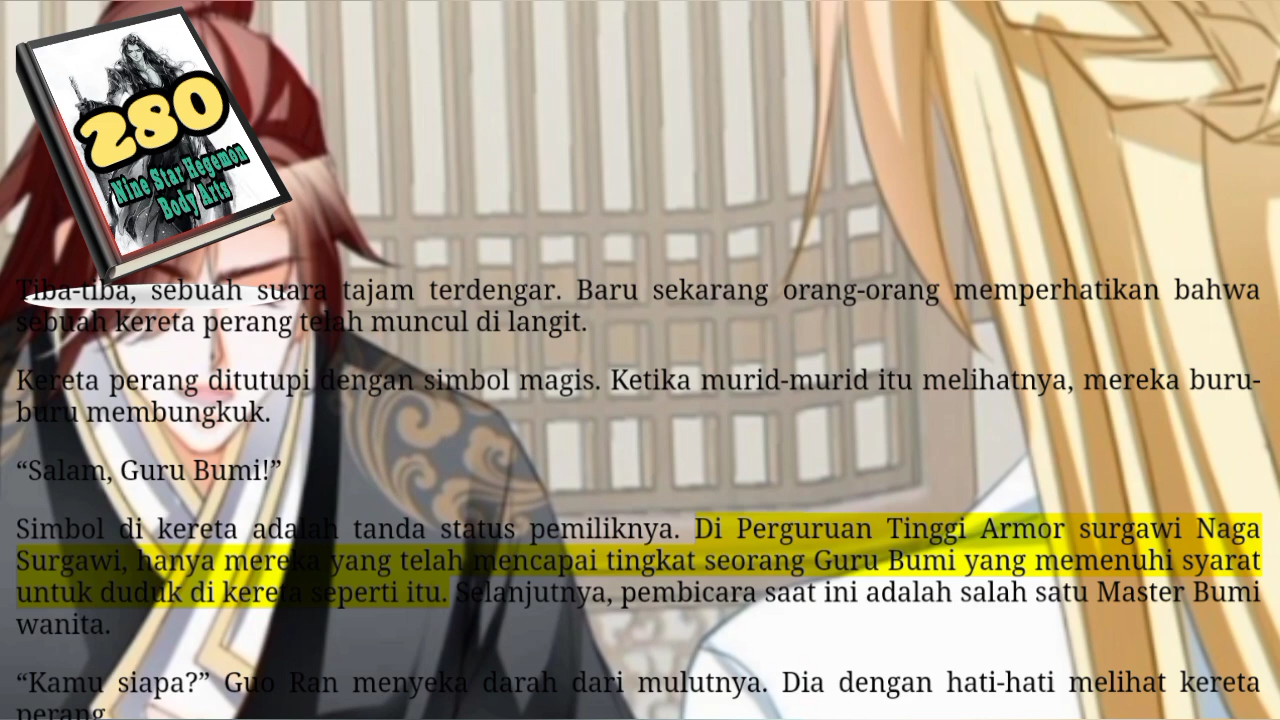 280
Nine Star Hegemon
Body Arts
Tiba-tiba, sebuah suara tajam terdengar. Baru sekarang orang-orang memperhatikan bahwa
sebuah kereta perang telah muncul di langit.
Kereta perang ditutupi dengan simbol magis. Ketika murid-murid itu melihatnya, mereka buru-
buru membungkuk.
“Salam, Guru Bumi!”
Simbol di kereta adalah tanda status pemiliknya. Di Perguruan Tinggi Armor surgawi Naga
Surgawi, hanya mereka yang telah mencapai tingkat seorang Guru Bumi yang memenuhi syarat
untuk duduk di kereta seperti itu. Selanjutnya, pembicara saat ini adalah salah satu Master Bumi
wanita.
“Kamu siapa?” Guo Ran menyeka darah dari mulutnya. Dia dengan hati-hati melihat kereta
perang.